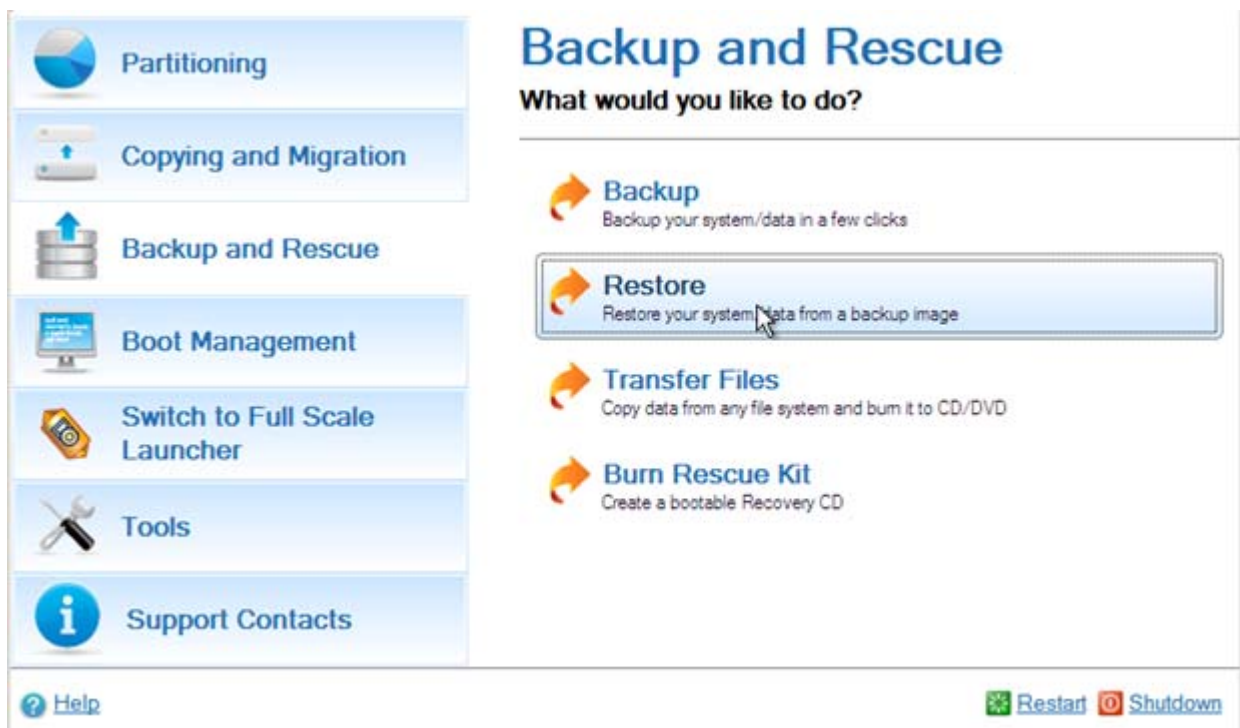 Partitioning
Copying and Migration
Backup and Rescue
Boot Management
Switch to Full Scale
Launcher
Tools
Support Contacts
Backup and Rescue
What would you like to do?
Backup
Backup your system/data in a few clicks
Restore
Restore your system/data from a backup image
Transfer Files
Copy data from any file system and burn it to CD/DVD
Burn Rescue Kit
Create a bootable Recovery CD
Help
Restart
Shutdown